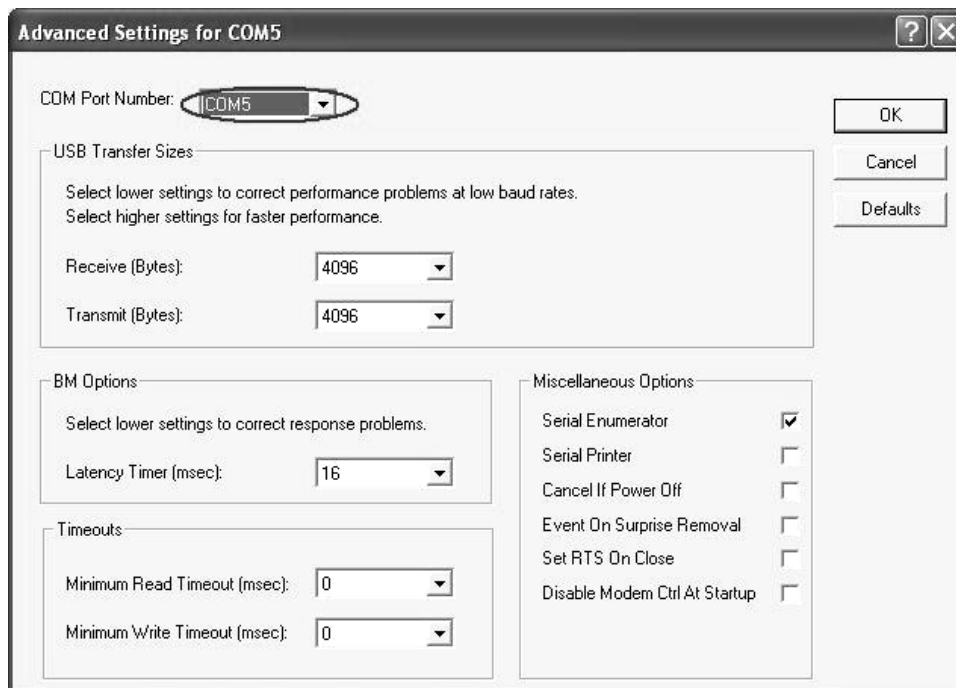 Advanced Settings for COM5
COM Port Number: COM5
OK
Cancel
Defaults
USB Transfer Sizes
Select lower settings to correct performance problems at low baud rates.
Select higher settings for faster performance.
Receive (Bytes): 4096
Transmit (Bytes): 4096
BM Options
Select lower settings to correct response problems.
Latency Timer (msec): 16
Timeouts
Minimum Read Timeout (msec): 0
Minimum Write Timeout (msec): 0
Miscellaneous Options
Serial Enumerator
Serial Printer
Cancel If Power Off
Event On Surprise Removal
Set RTS On Close
Disable Modem Ctrl At Startup